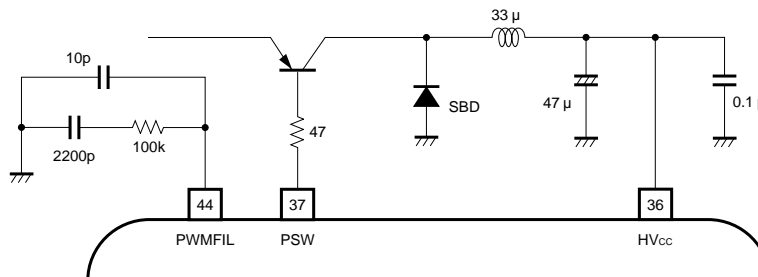 33 µ
10p
47
SBD
47 µ
0.1 µ
2200p
100k
44
37
36
PWMFIL
PSW
HVcc